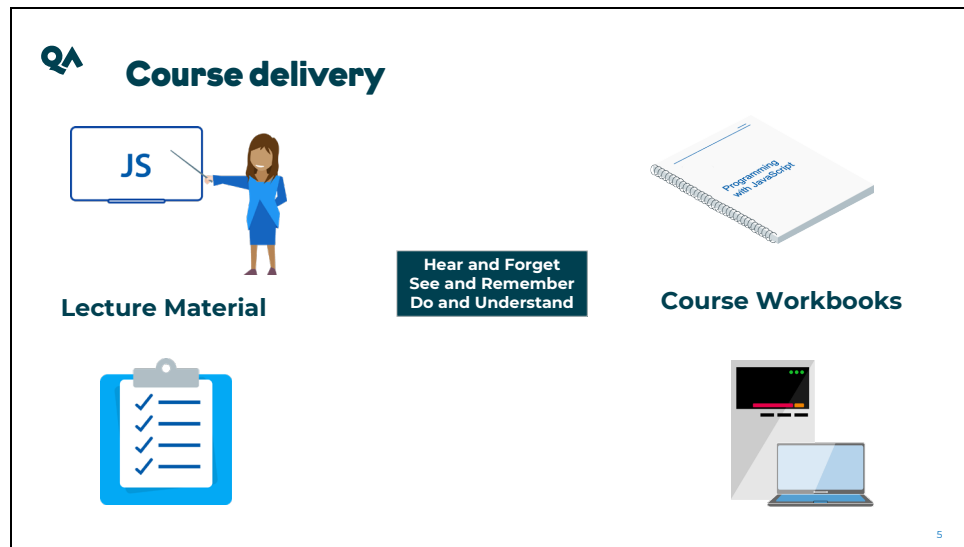 QA
Course delivery
JS
Programming
with JavaScript
Hear and Forget
See and Remember
Do and Understand
Lecture Material
Course Workbooks
5